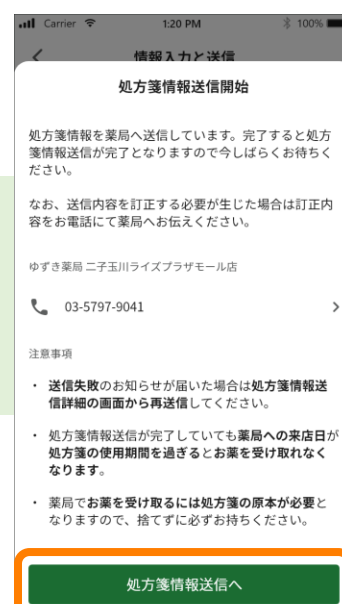 Carrier 1:20 PM 100%
情報入力と送信
処方箋情報送信開始
処方箋情報を薬局へ送信しています。完了すると処方
箋情報送信が完了となりますので今しばらくお待ちく
ださい。
なお、送信内容を訂正する必要が生じた場合は訂正内
容をお電話にて薬局へお伝えください。
ゆずき薬局 二子玉川ライズプラザモール店
03-5797-9041
注意事項
・ 送信失敗のお知らせが届いた場合は処方箋情報送
信詳細の画面から再送信してください。
・ 処方箋情報送信が完了していても薬局への来店日が
処方箋の使用期間を過ぎるとお薬を受け取れなく
なります。
・ 薬局でお薬を受け取るには処方箋の原本が必要と
なりますので、捨てずに必ずお持ちください。
処方箋情報送信へ